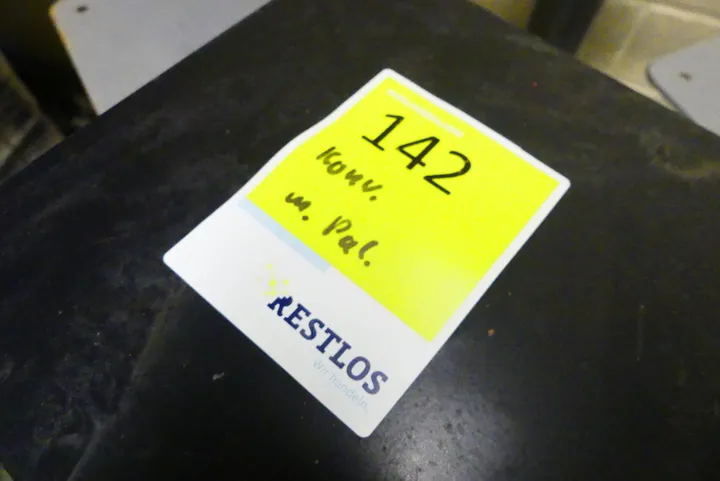 142
Konv.
m. Pal.
RESTLOS
Wir handeln.